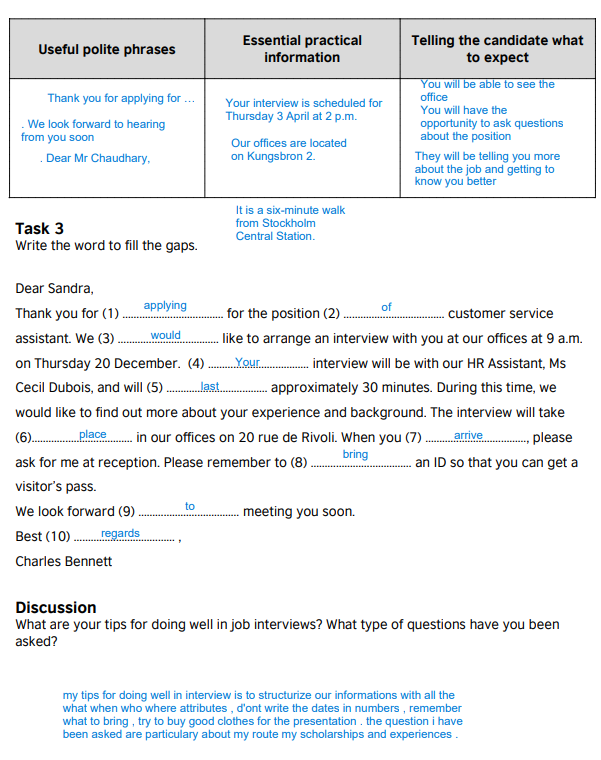 Useful polite phrases
Essential practical
information
Telling the candidate what
to expect
Thank you for applying for ...
. We look forward to hearing
from you soon
. Dear Mr Chaudhary,
Your interview is scheduled for
Thursday 3 April at 2 p.m.
Our offices are located
on Kungsbron 2.
It is a six-minute walk
from Stockholm
Central Station.
You will be able to see the
office
You will have the
opportunity to ask questions
about the position
They will be telling you more
about the job and getting to
know you better
Task 3
Write the word to fill the gaps.
Dear Sandra,
Thank you for (1) applying for the position (2) of customer service
assistant. We (3) would like to arrange an interview with you at our offices at 9 a.m.
on Thursday 20 December. (4) Your interview will be with our HR Assistant, Ms
Cecil Dubois, and will (5) last approximately 30 minutes. During this time, we
would like to find out more about your experience and background. The interview will take
(6) place in our offices on 20 rue de Rivoli. When you (7) arrive, please
ask for me at reception. Please remember to (8) bring an ID so that you can get a
visitor's pass.
We look forward (9) to meeting you soon.
Best (10) regards ,
Charles Bennett
Discussion
What are your tips for doing well in job interviews? What type of questions have you been
asked?
my tips for doing well in interview is to structurize our informations with all the
what when who where attributes , d'ont write the dates in numbers , remember
what to bring , try to buy good clothes for the presentation . the question i have
been asked are particulary about my route my scholarships and experiences .